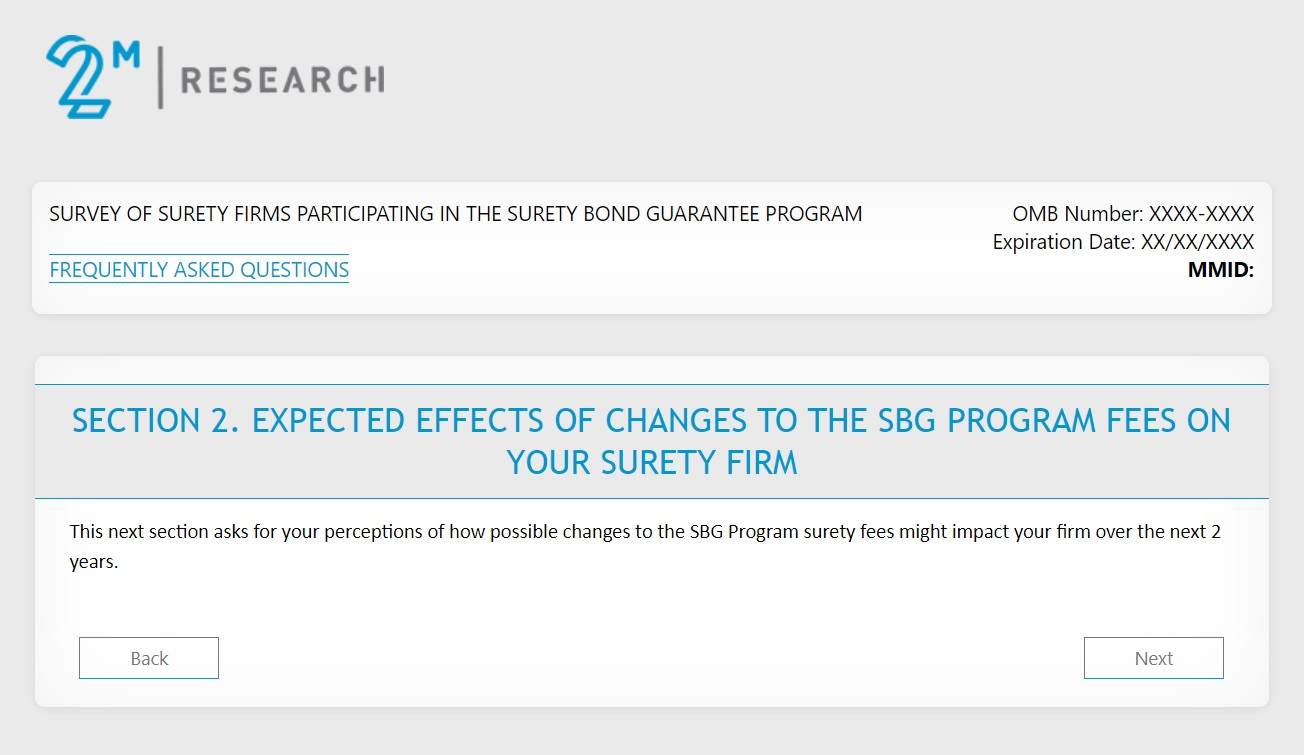 2M | RESEARCH
SURVEY OF SURETY FIRMS PARTICIPATING IN THE SURETY BOND GUARANTEE PROGRAM
OMB Number: XXXX-XXXX
Expiration Date: XX/XX/XXXX
FREQUENTLY ASKED QUESTIONS
MMID:
SECTION 2. EXPECTED EFFECTS OF CHANGES TO THE SBG PROGRAM FEES ON
YOUR SURETY FIRM
This next section asks for your perceptions of how possible changes to the SBG Program surety fees might impact your firm over the next 2
years.
Back
Next